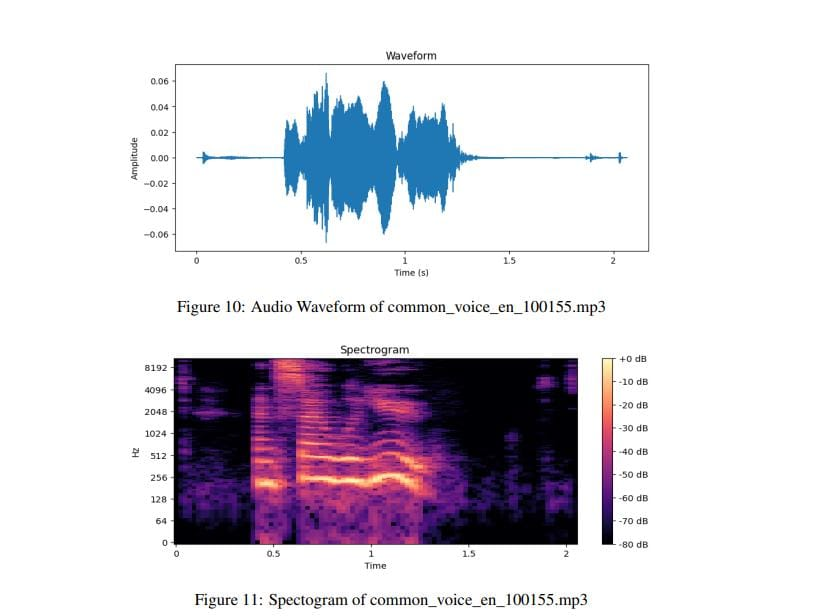 Waveform
0.06
0.04
0.02
0.00
−0.02
−0.04
−0.06
Amplitude
0 0.5 1 1.5 2
Time (s)
Figure 10: Audio Waveform of common_voice_en_100155.mp3
Spectrogram
8192
4096
2048
1024
512
256
128
64
0
Hz
0 0.5 1 1.5 2
Time
+0 dB
-10 dB
-20 dB
-30 dB
-40 dB
-50 dB
-60 dB
-70 dB
-80 dB
Figure 11: Spectogram of common_voice_en_100155.mp3